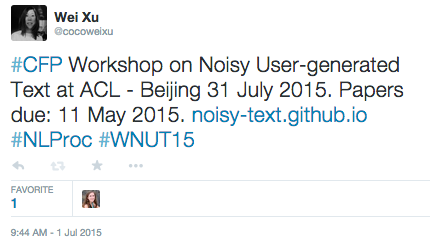 Wei Xu
@cocoweixu
#CFP Workshop on Noisy User-generated
Text at ACL - Beijing 31 July 2015. Papers
due: 11 May 2015. noisy-text.github.io
#NLProc #WNUT15
FAVORITE
1
9:44 AM - 1 Jul 2015